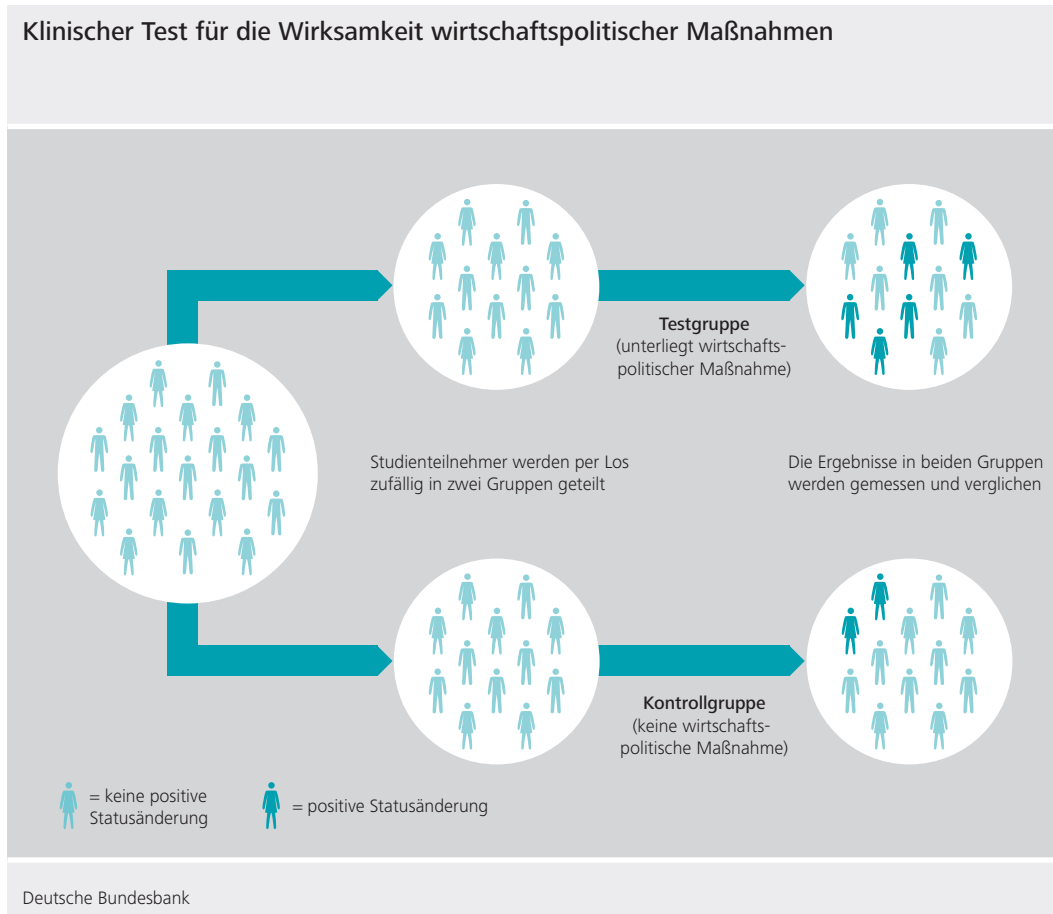 Klinischer Test für die Wirksamkeit wirtschaftspolitischer Maßnahmen
Testgruppe
(unterliegt wirtschafts-
politischer Maßnahme)
Studienteilnehmer werden per Los
zufällig in zwei Gruppen geteilt
Die Ergebnisse in beiden Gruppen
werden gemessen und verglichen
Kontrollgruppe
(keine wirtschafts-
politische Maßnahme)
= keine positive
Statusänderung
= positive Statusänderung
Deutsche Bundesbank